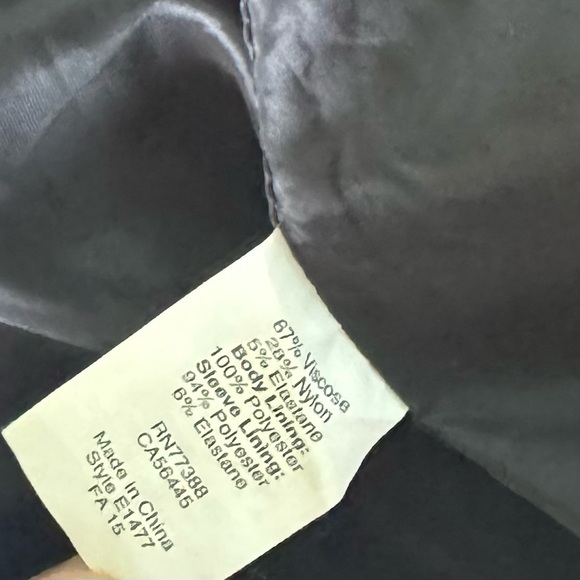 67% Viscose
28% Nylon
5% Elastane
Body Lining:
100% Polyester
Sleeve Lining:
94% Polyester
6% Elastane
RN77388
CA56445
Made In China
Style E1477
FA 15